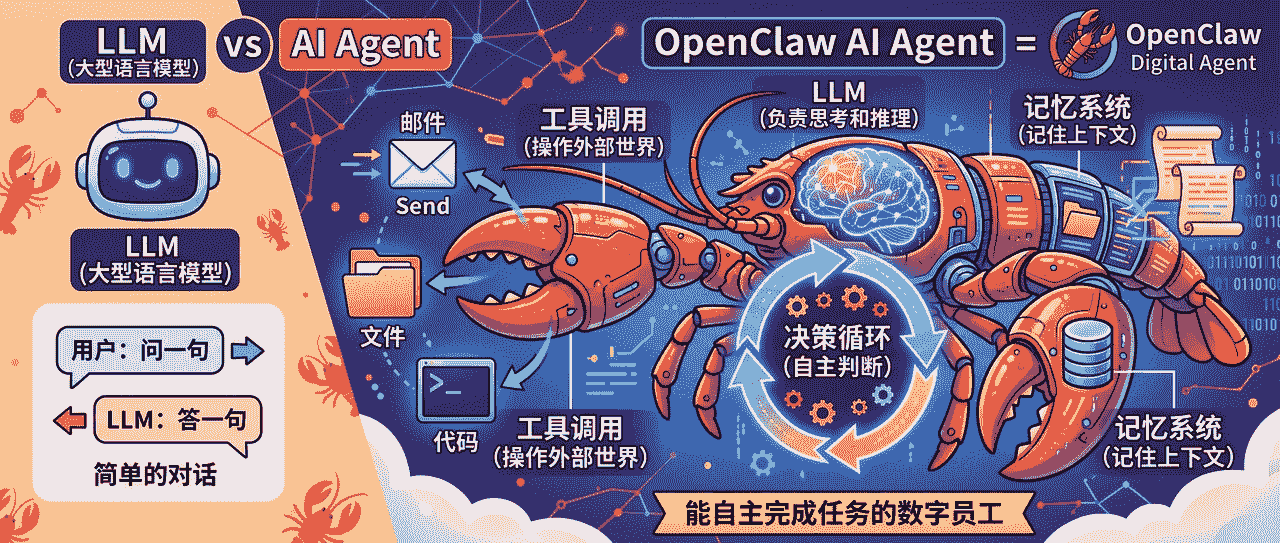 LLM
(大型语言模型)
VS
AI Agent
LLM
(大型语言模型)
用户：问一句
LLM：答一句
简单的对话
OpenClaw AI Agent
=
OpenClaw
Digital Agent
邮件
Send
文件
>_
代码
工具调用
(操作外部世界)
LLM
(负责思考和推理)
记忆系统
(记住上下文)
决策循环
(自主判断)
工具调用
(操作外部世界)
记忆系统
(记住上下文)
能自主完成任务的数字员工